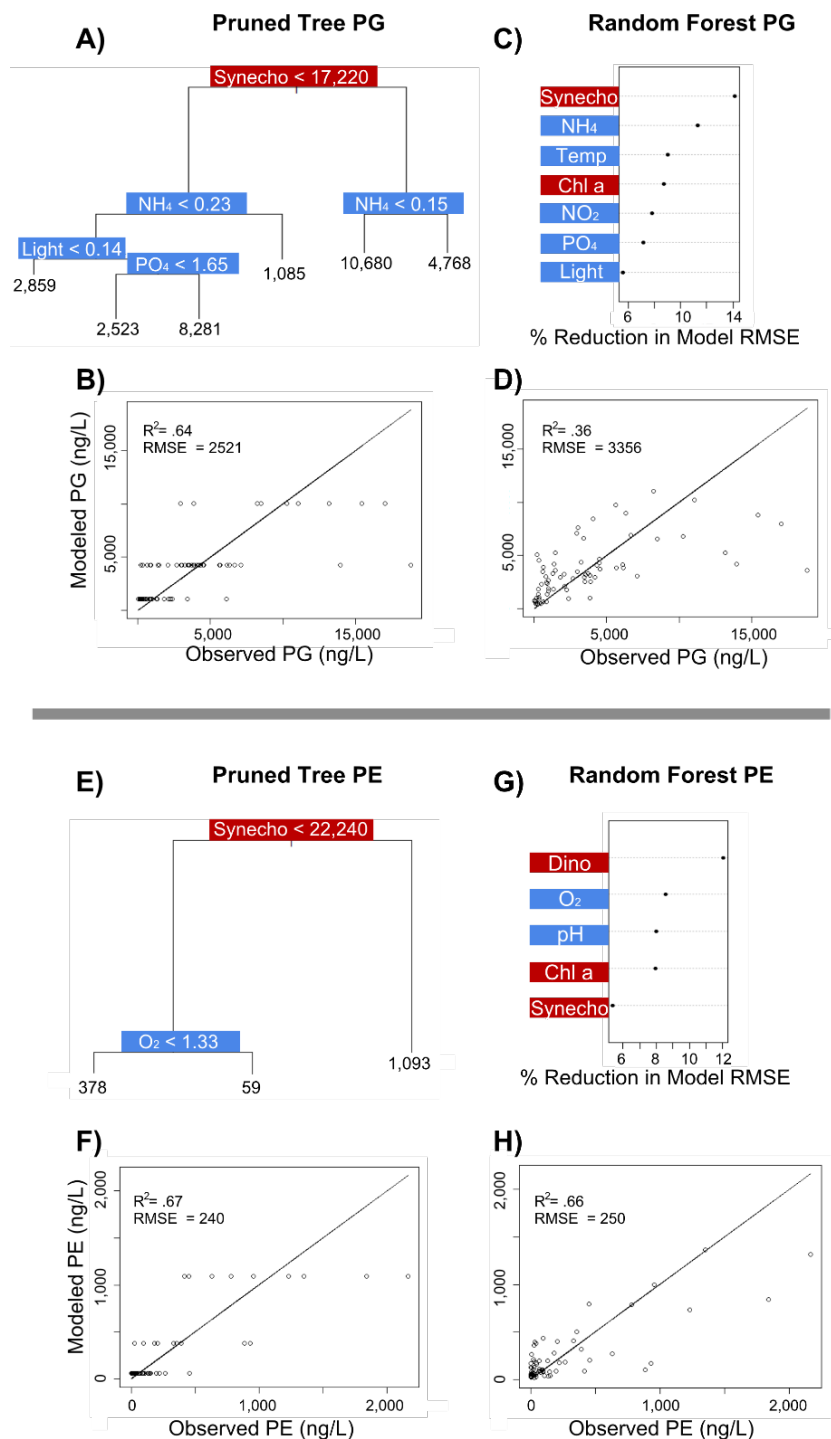 Pruned Tree PG
Random Forest PG
A)
Synecho < 17,220
NH₄ < 0.23
NH₄ < 0.15
Light < 0.14
PO₄ < 1.65
2,859
1,085
10,680
4,768
2,523
8,281
C)
Synecho
NH₄
Temp
Chl a
NO₂
PO₄
Light
6 8 10 14
% Reduction in Model RMSE
B)
R²= .64
RMSE = 2521
Modeled PG (ng/L)
15,000
5,000
5,000 15,000
Observed PG (ng/L)
D)
R²= .36
RMSE = 3356
15,000
5,000
5,000 15,000
Observed PG (ng/L)
Pruned Tree PE
Random Forest PE
E)
Synecho < 22,240
O₂ < 1.33
378
59
1,093
G)
Dino
O₂
pH
Chl a
Synecho
6 8 10 12
% Reduction in Model RMSE
F)
R²= .67
RMSE = 240
Modeled PE (ng/L)
2,000
1,000
0
0 1,000 2,000
Observed PE (ng/L)
H)
R²= .66
RMSE = 250
2,000
1,000
0
0 1,000 2,000
Observed PE (ng/L)